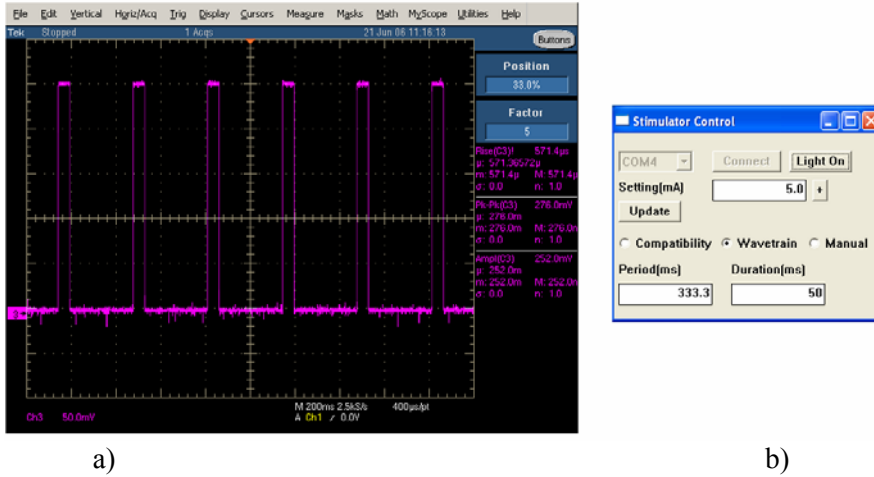 File Edit Vertical Horiz/Acq Trig Display Cursors Measure Masks Math MyScope Utilities Help
Tek Stopped 1 Acqs 21 Jun 06 11:16:13 Buttons
Position
33.0%
Factor
5
Rise(C3)! 571.4µs
µ: 571.36572µ
m: 571.4µ M: 571.4µ
σ: 0.0 n: 1.0
Pk-Pk(C3) 276.0mV
µ: 276.0m
m: 276.0m M: 276.0m
σ: 0.0 n: 1.0
Ampl(C3) 252.0mV
µ: 252.0m
m: 252.0m M: 252.0m
σ: 0.0 n: 1.0
Ch3 50.0mV M 200ms 2.5kS/s 400µs/pt
A Ch1 0.0V
a)
Stimulator Control
COM4 Connect Light On
Setting(mA) 5.0 +
Update
Compatibility Wavetrain Manual
Period(ms) Duration(ms)
333.3 50
b)